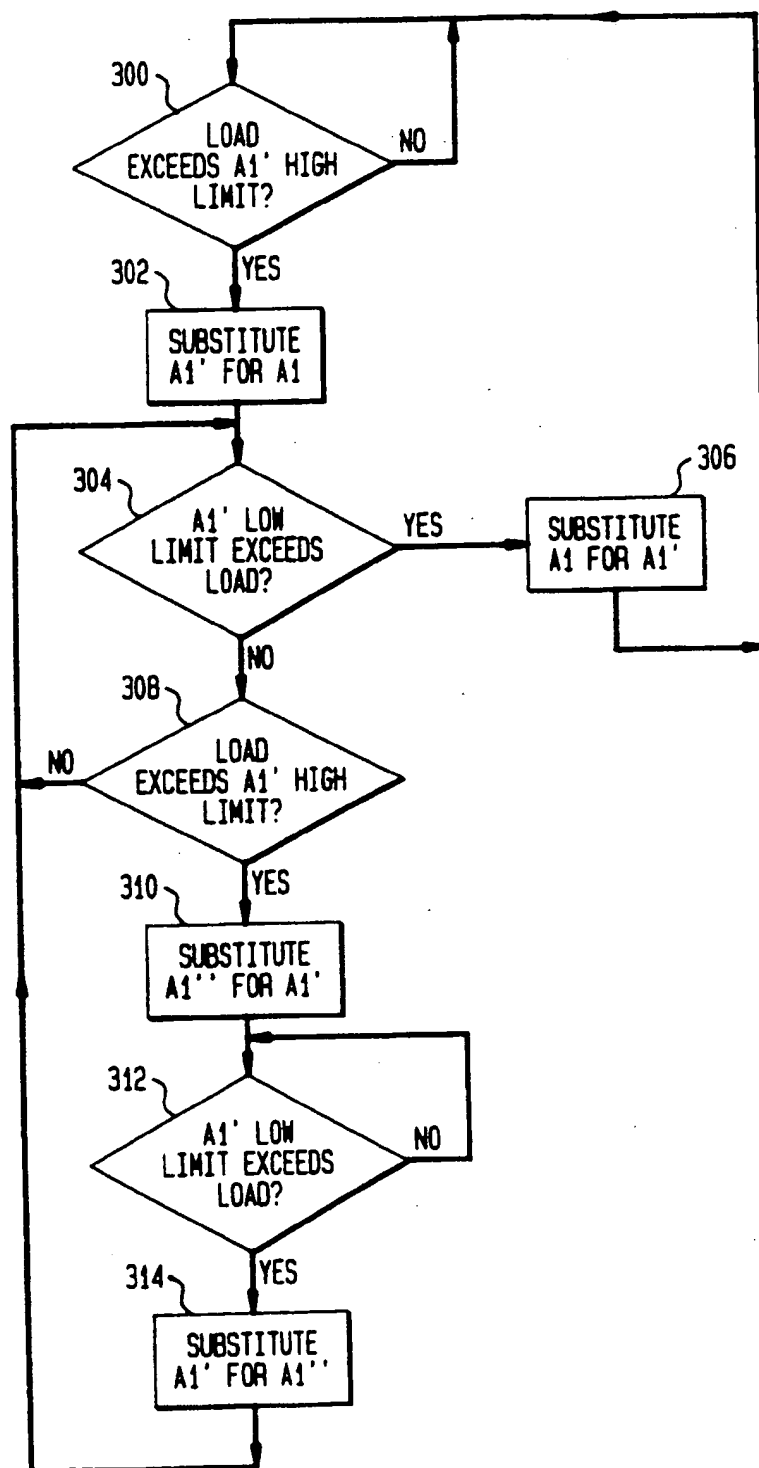 300
LOAD
EXCEEDS A1' HIGH
LIMIT?
NO
YES
302
SUBSTITUTE
A1' FOR A1
304
A1' LOW
LIMIT EXCEEDS
LOAD?
YES
306
SUBSTITUTE
A1 FOR A1'
NO
308
LOAD
EXCEEDS A1' HIGH
LIMIT?
NO
YES
310
SUBSTITUTE
A1'' FOR A1'
312
A1' LOW
LIMIT EXCEEDS
LOAD?
NO
YES
314
SUBSTITUTE
A1' FOR A1''